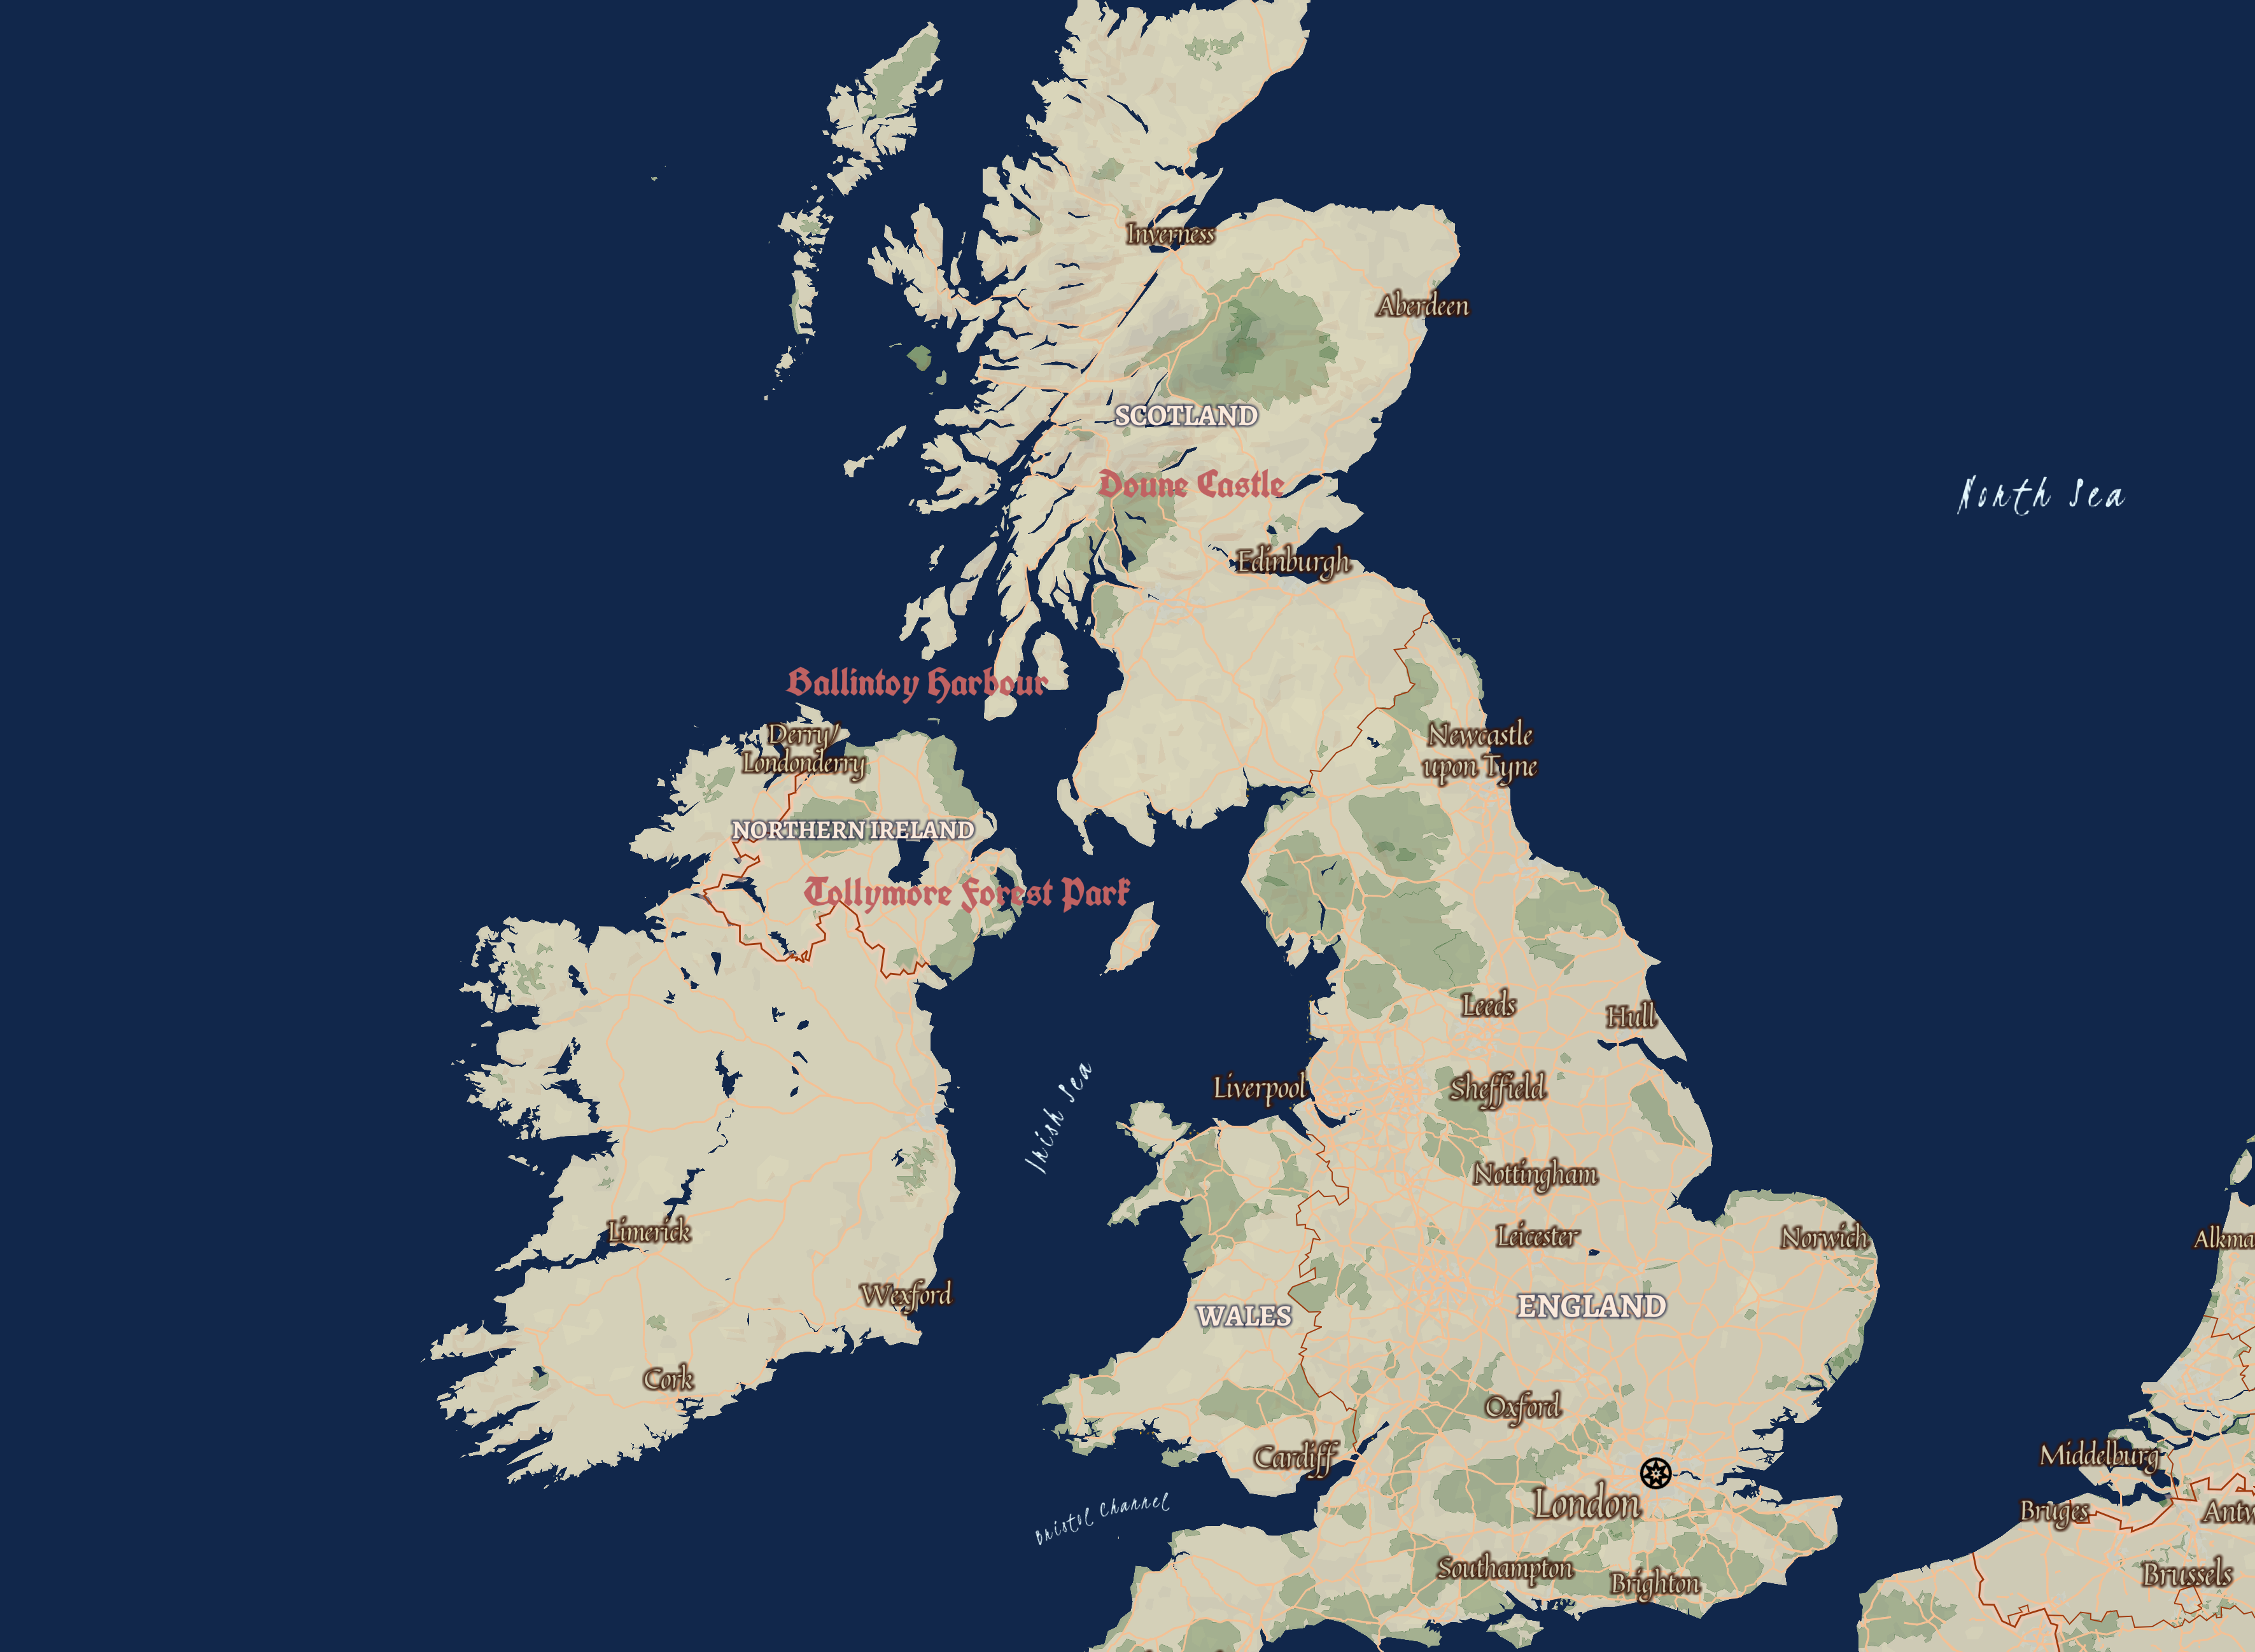 Inverness
Aberdeen
SCOTLAND
Doune Castle
North Sea
Edinburgh
Ballintoy Harbour
Derry/
Londonderry
Newcastle
upon Tyne
NORTHERN IRELAND
Tollymore Forest Park
Leeds
Hull
Irish Sea
Liverpool
Sheffield
Nottingham
Limerick
Leicester
Norwich
Alkma
Wexford
WALES
ENGLAND
Cork
Oxford
Cardiff
Middelburg
London
Bristol Channel
Bruges
Antw
Southampton
Brighton
Brussels